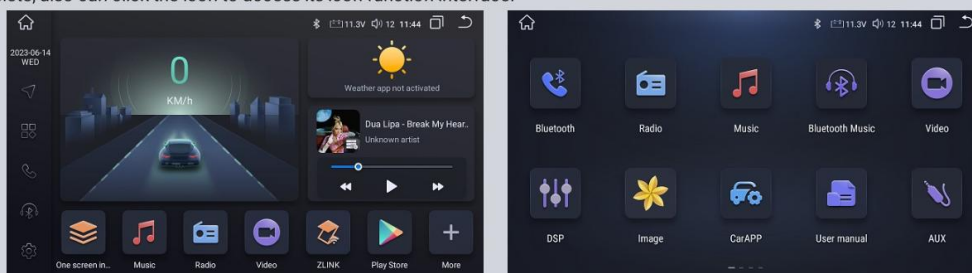 also can click the icon to access its icon function interface.
11.3V 12 11:44
2023-06-14
WED
0
KM/h
Weather app not activated
Dua Lipa - Break My Hear..
Unknown artist
One screen in..
Music
Radio
Video
ZLINK
Play Store
More
11.3V 12 11:44
Bluetooth
Radio
Music
Bluetooth Music
Video
DSP
Image
CarAPP
User manual
AUX